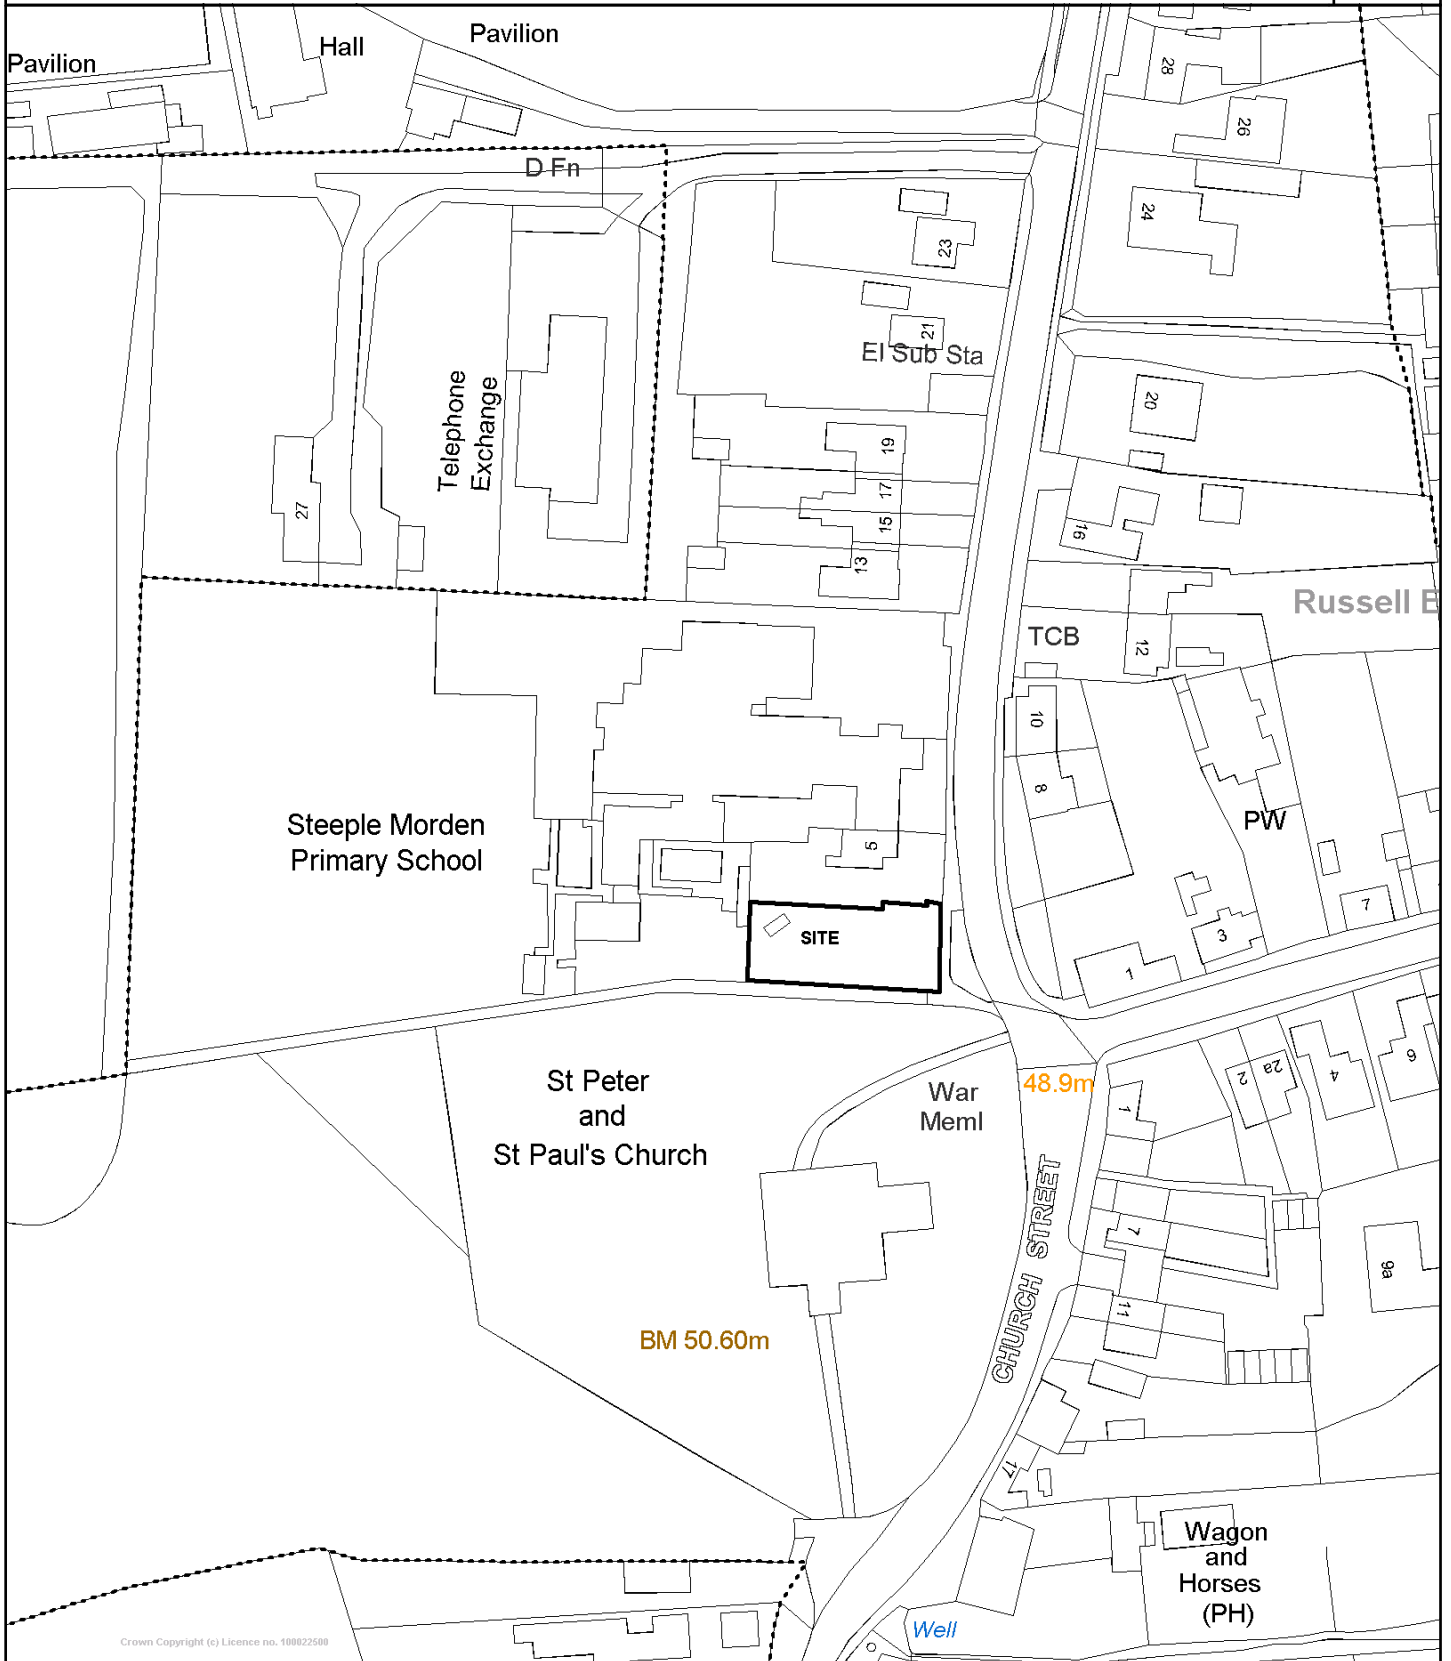 Pavilion
Hall
Pavilion
28
26
D Fn
24
23
21
El Sub Sta
Telephone
Exchange
20
19
17
15
13
27
16
Russell
TCB
12
10
8
Steeple Morden
Primary School
PW
5
7
SITE
3
1
St Peter
and
St Paul's Church
War
Meml
48.9m
1
2
2a
4
6
CHURCH STREET
7
9a
11
BM 50.60m
17
Wagon
and
Horses
(PH)
Well
Crown Copyright (c) Licence no. 100022500